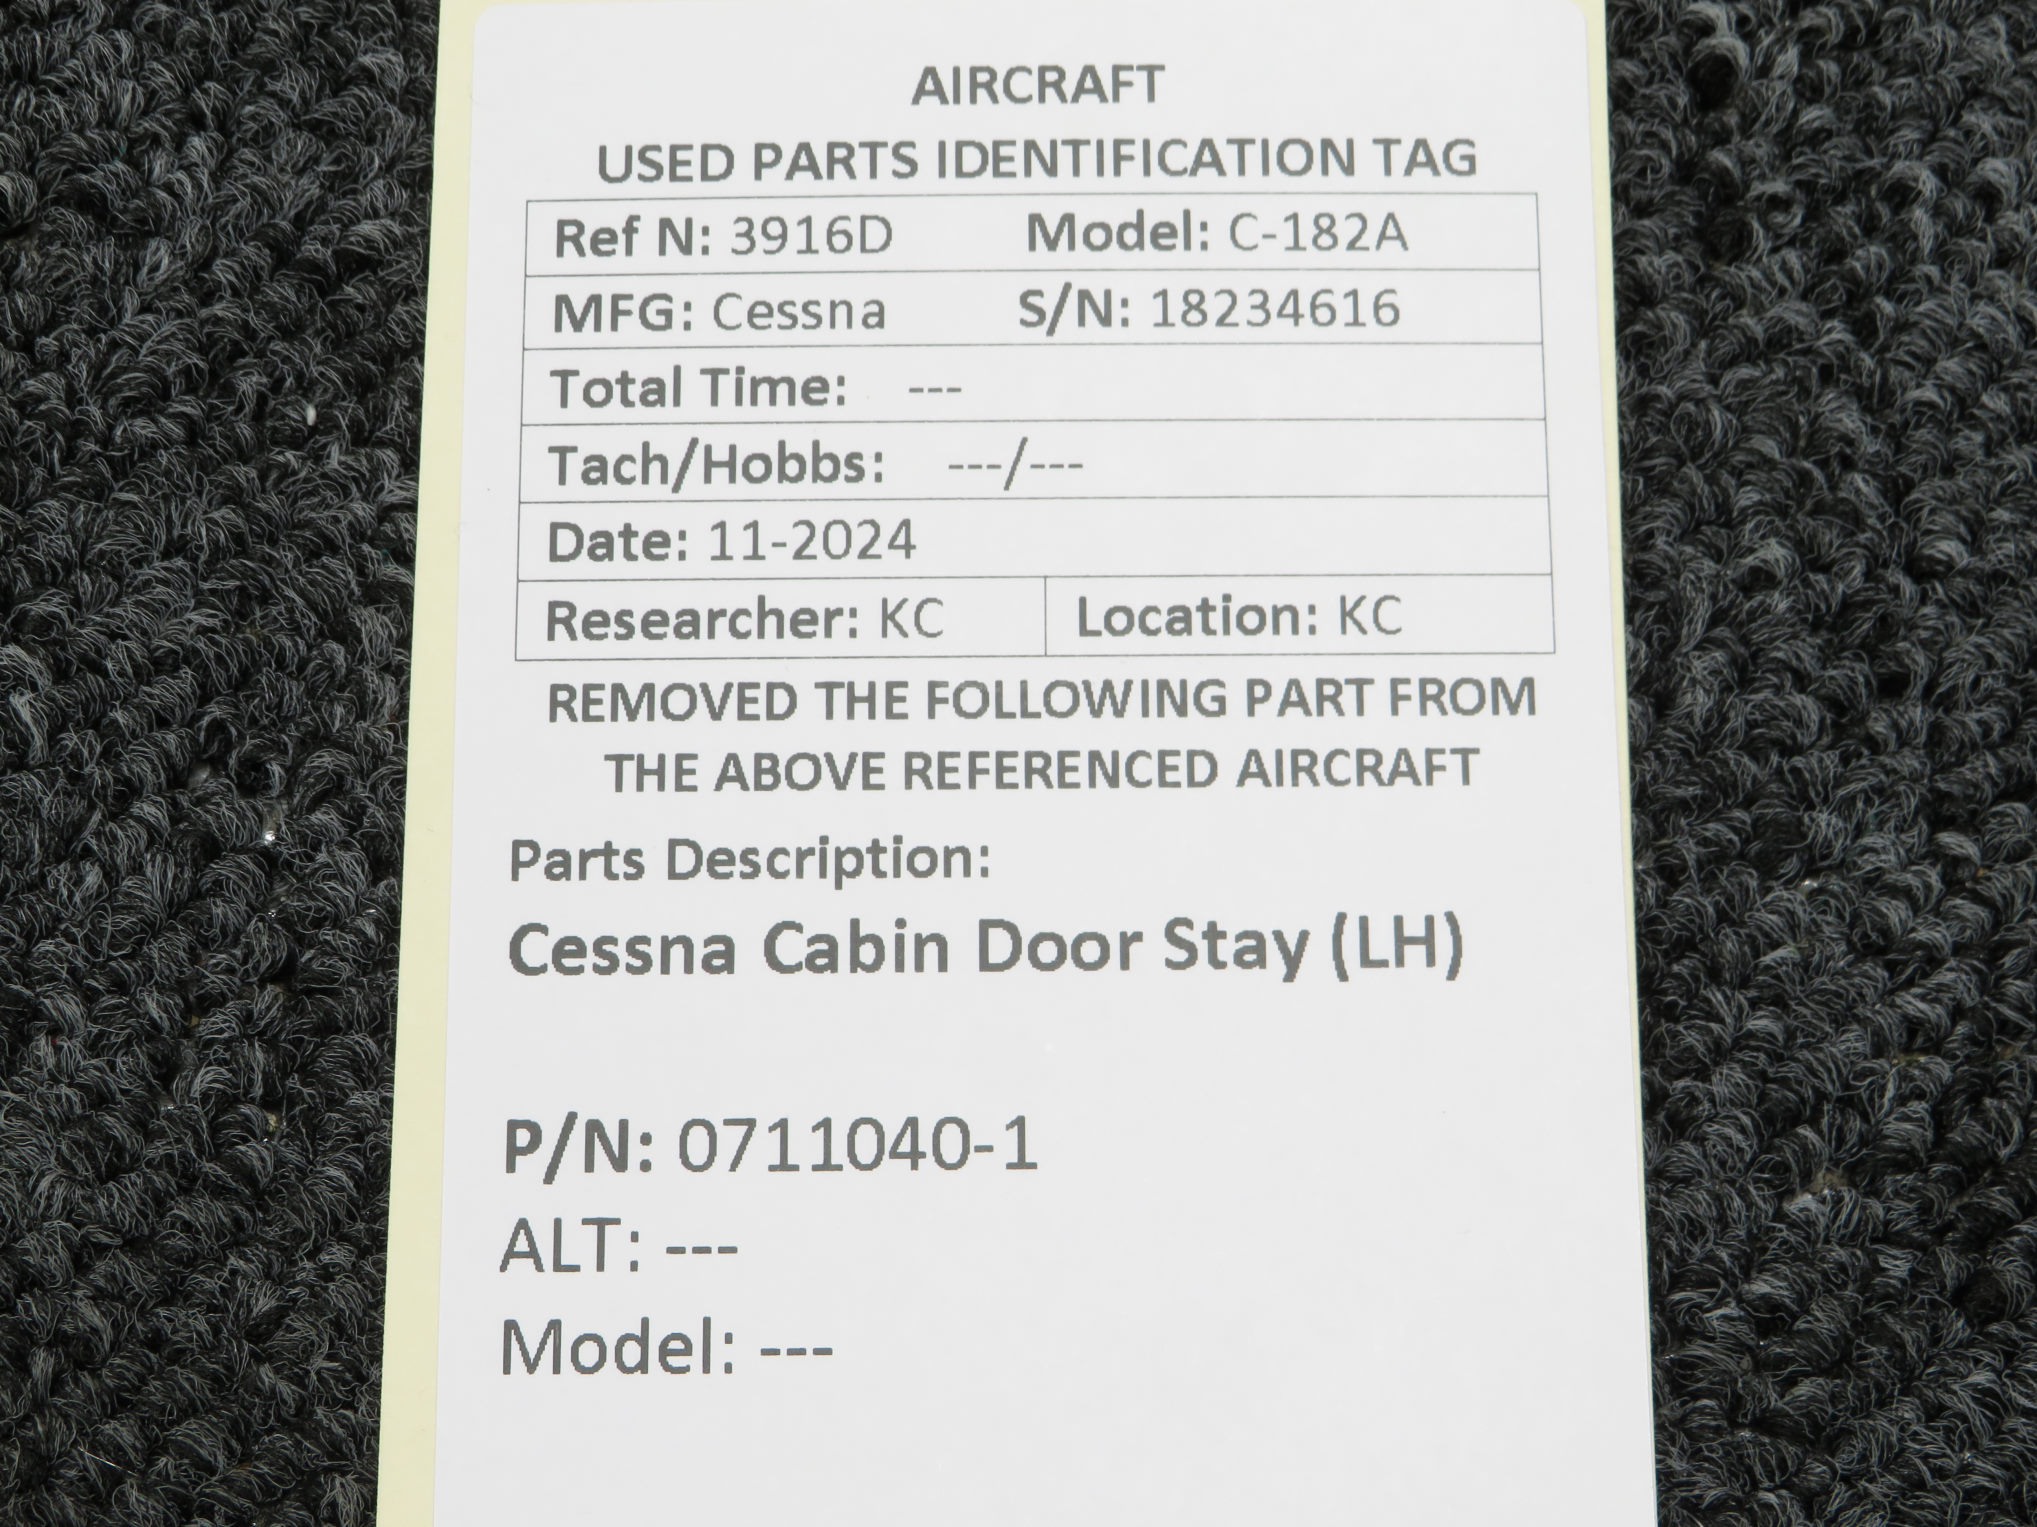 AIRCRAFT
USED PARTS IDENTIFICATION TAG
Ref N: 3916D Model: C-182A
MFG: Cessna S/N: 18234616
Total Time: ---
Tach/Hobbs: ---/---
Date: 11-2024
Researcher: KC Location: KC
REMOVED THE FOLLOWING PART FROM
THE ABOVE REFERENCED AIRCRAFT
Parts Description:
Cessna Cabin Door Stay (LH)
P/N: 0711040-1
ALT: ---
Model: ---